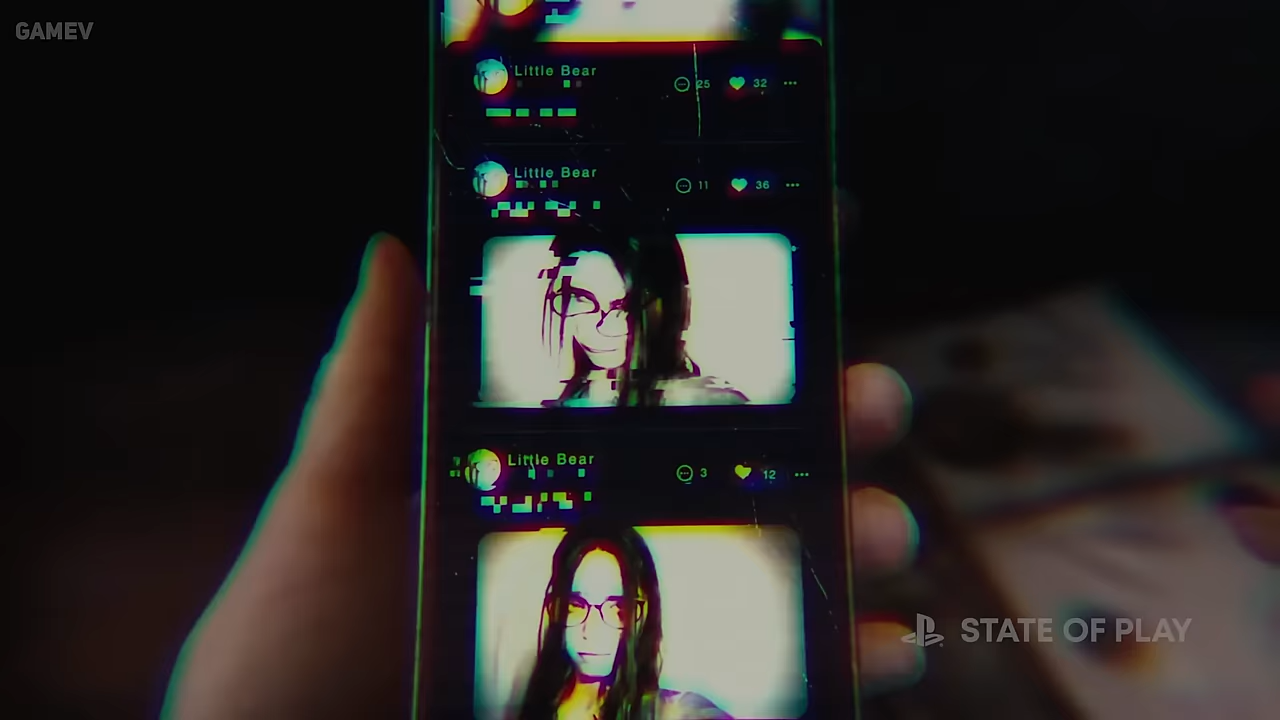 GAMEV
Little Bear
25 32 ...
Little Bear
11 36 ...
Little Bear
3 12 ...
STATE OF PLAY